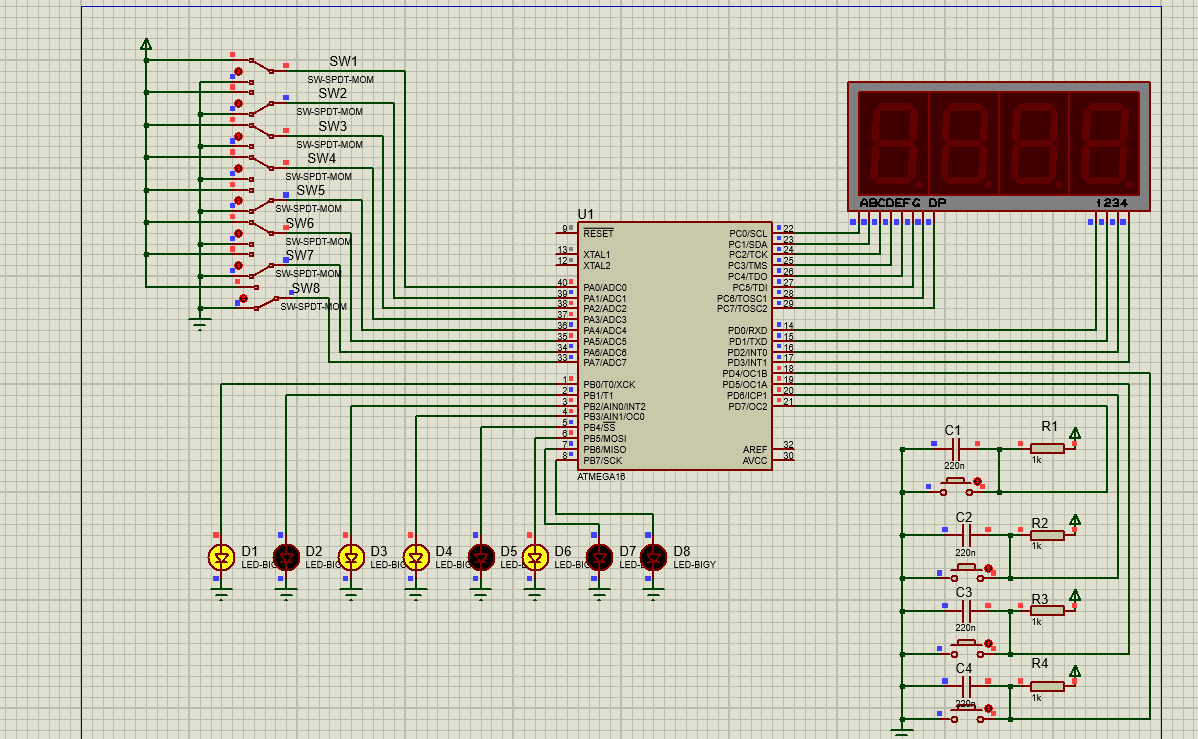 SW1
SW-SPDT-MOM
SW2
SW-SPDT-MOM
SW3
SW-SPDT-MOM
SW4
SW-SPDT-MOM
SW5
SW-SPDT-MOM
SW6
SW-SPDT-MOM
SW7
SW-SPDT-MOM
SW8
SW-SPDT-MOM
ABCDEFG DP 1234
U1
9 RESET PC0/SCL 22
PC1/SDA 23
13 XTAL1 PC2/TCK 24
12 XTAL2 PC3/TMS 25
PC4/TDO 26
40 PA0/ADC0 PC5/TDI 27
39 PA1/ADC1 PC6/TOSC1 28
38 PA2/ADC2 PC7/TOSC2 29
37 PA3/ADC3
36 PA4/ADC4 PD0/RXD 14
35 PA5/ADC5 PD1/TXD 15
34 PA6/ADC6 PD2/INT0 16
33 PA7/ADC7 PD3/INT1 17
PD4/OC1B 18
1 PB0/T0/XCK PD5/OC1A 19
2 PB1/T1 PD6/ICP1 20
3 PB2/AIN0/INT2 PD7/OC2 21
4 PB3/AIN1/OC0
5 PB4/SS
6 PB5/MOSI
7 PB6/MISO AREF 32
8 PB7/SCK AVCC 30
ATMEGA16
C1 R1
220n 1k
C2 R2
220n 1k
D1 D2 D3 D4 D5 D6 D7 D8
LED-BIG LED-BIG LED-BIG LED-BIG LED- LED-BIG LED- LED-BIGY
C3 R3
220n 1k
C4 R4
220n 1k